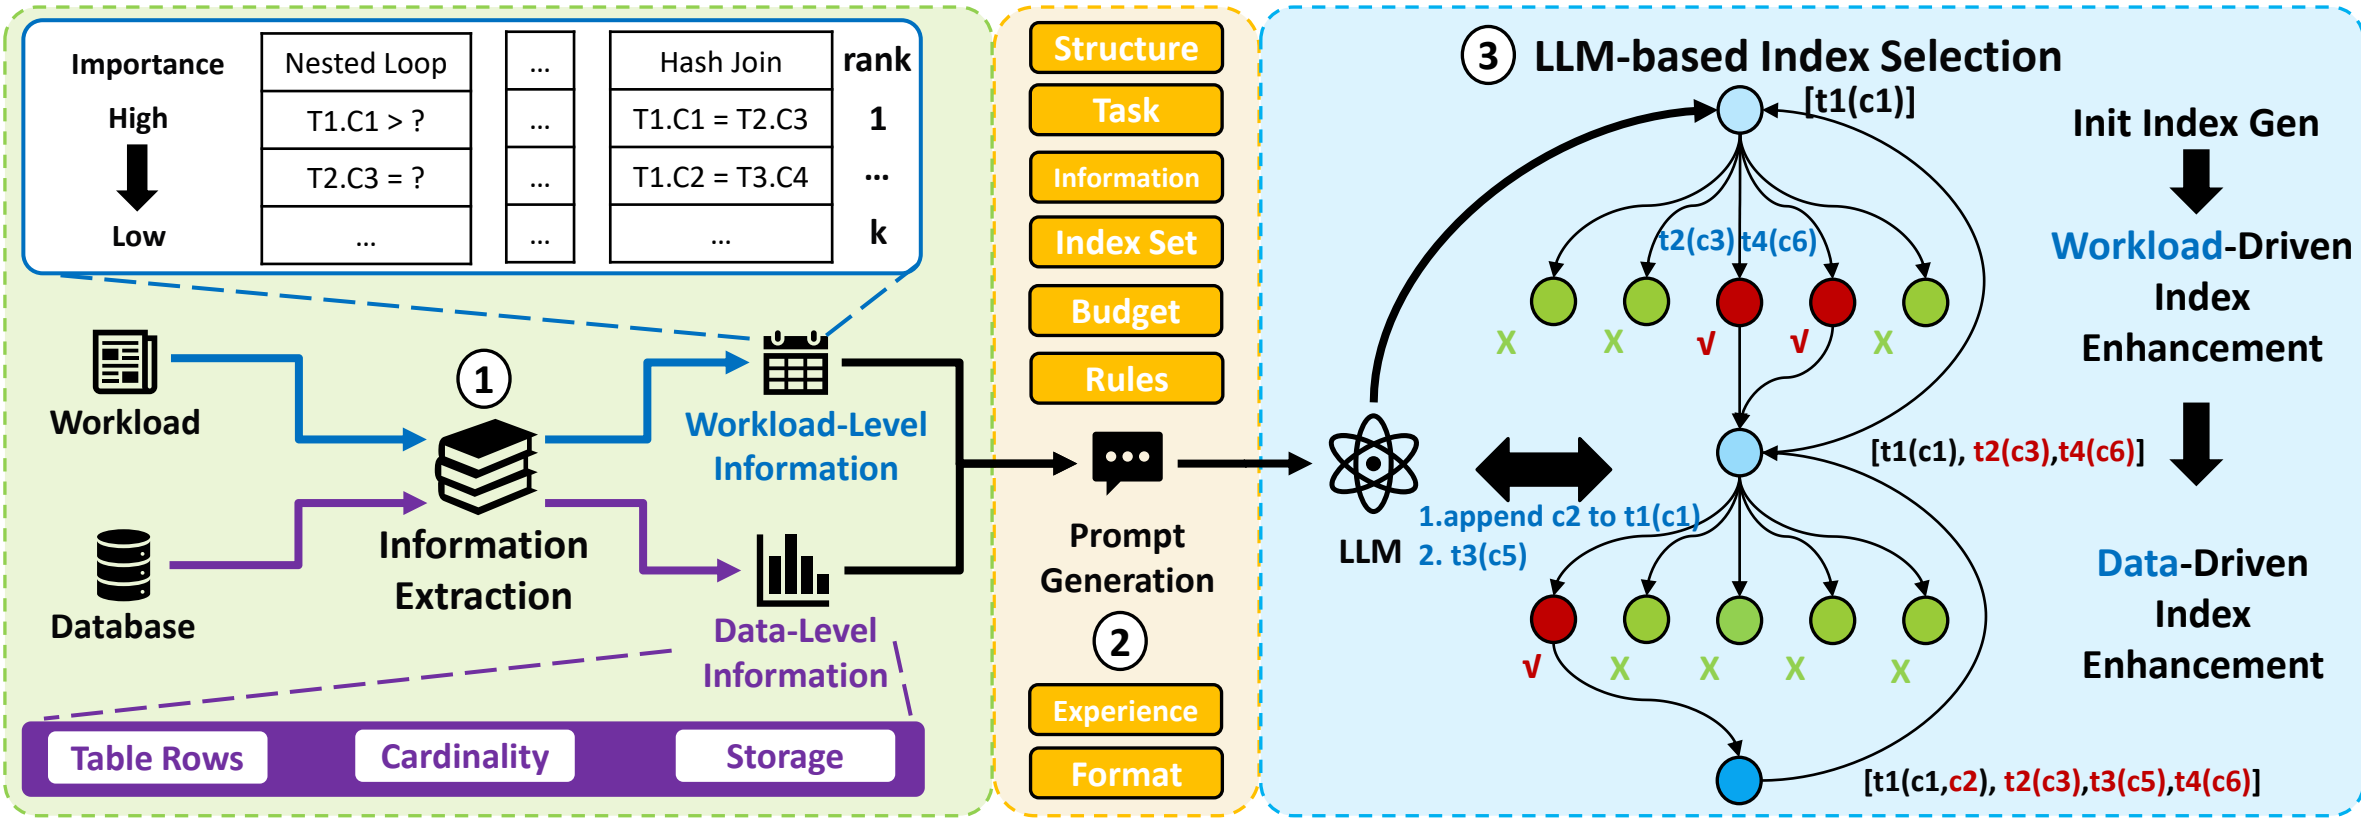 Importance
High
Low
Nested Loop ... Hash Join rank
T1.C1 > ? ... T1.C1 = T2.C3 1
T2.C3 = ? ... T1.C2 = T3.C4 ...
... ... ... k
Workload
Database
1
Information
Extraction
Workload-Level
Information
Data-Level
Information
Table Rows Cardinality Storage
Structure
Task
Information
Index Set
Budget
Rules
Prompt
Generation
2
Experience
Format
3 LLM-based Index Selection
[t1(c1)]
t2(c3) t4(c6)
X X √ √ X
LLM
[t1(c1), t2(c3),t4(c6)]
1.append c2 to t1(c1)
2. t3(c5)
√ X X X X
[t1(c1,c2), t2(c3),t3(c5),t4(c6)]
Init Index Gen
Workload-Driven
Index
Enhancement
Data-Driven
Index
Enhancement